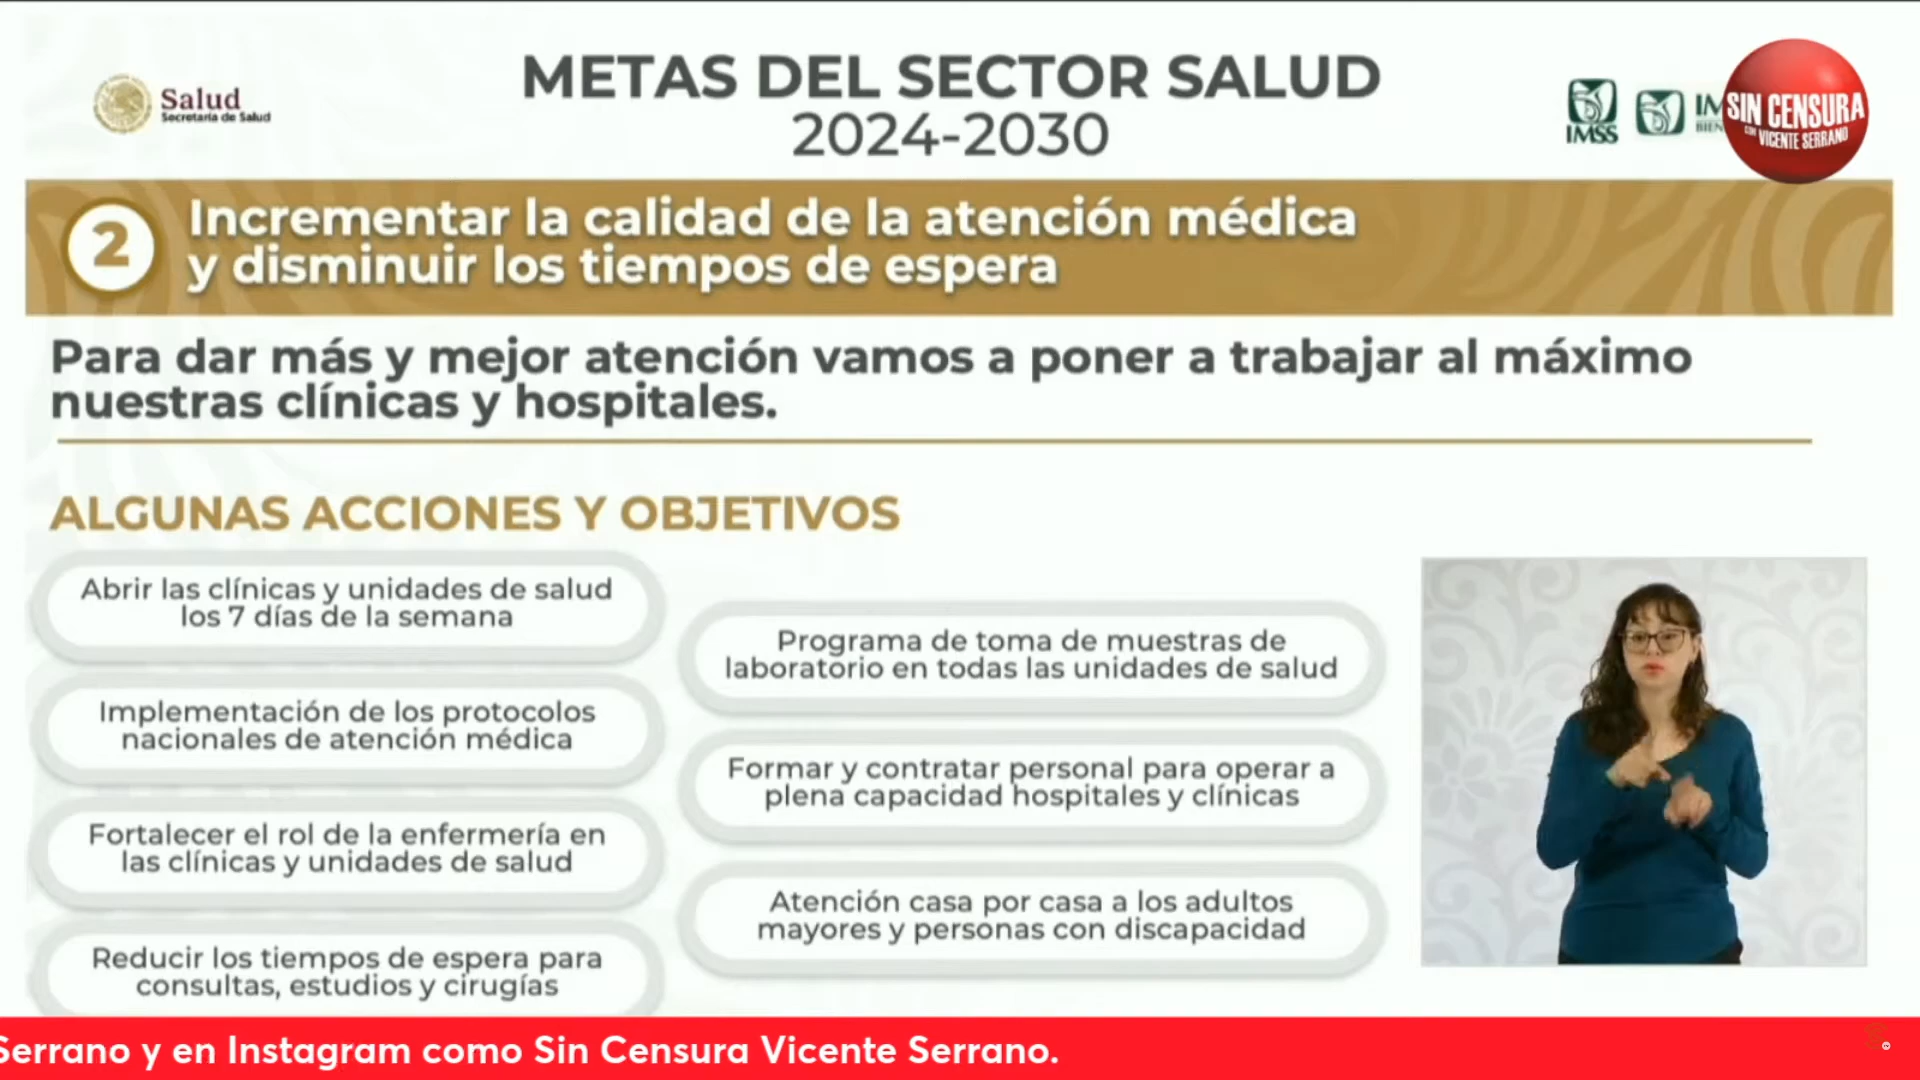 Salud
Secretaría de Salud
METAS DEL SECTOR SALUD
2024-2030
IMSS
SIN CENSURA
CON VICENTE SERRANO
2
Incrementar la calidad de la atención médica
y disminuir los tiempos de espera
Para dar más y mejor atención vamos a poner a trabajar al máximo
nuestras clínicas y hospitales.
ALGUNAS ACCIONES Y OBJETIVOS
Abrir las clínicas y unidades de salud
los 7 días de la semana
Implementación de los protocolos
nacionales de atención médica
Fortalecer el rol de la enfermería en
las clínicas y unidades de salud
Reducir los tiempos de espera para
consultas, estudios y cirugías
Programa de toma de muestras de
laboratorio en todas las unidades de salud
Formar y contratar personal para operar a
plena capacidad hospitales y clínicas
Atención casa por casa a los adultos
mayores y personas con discapacidad
Serrano y en Instagram como Sin Censura Vicente Serrano.